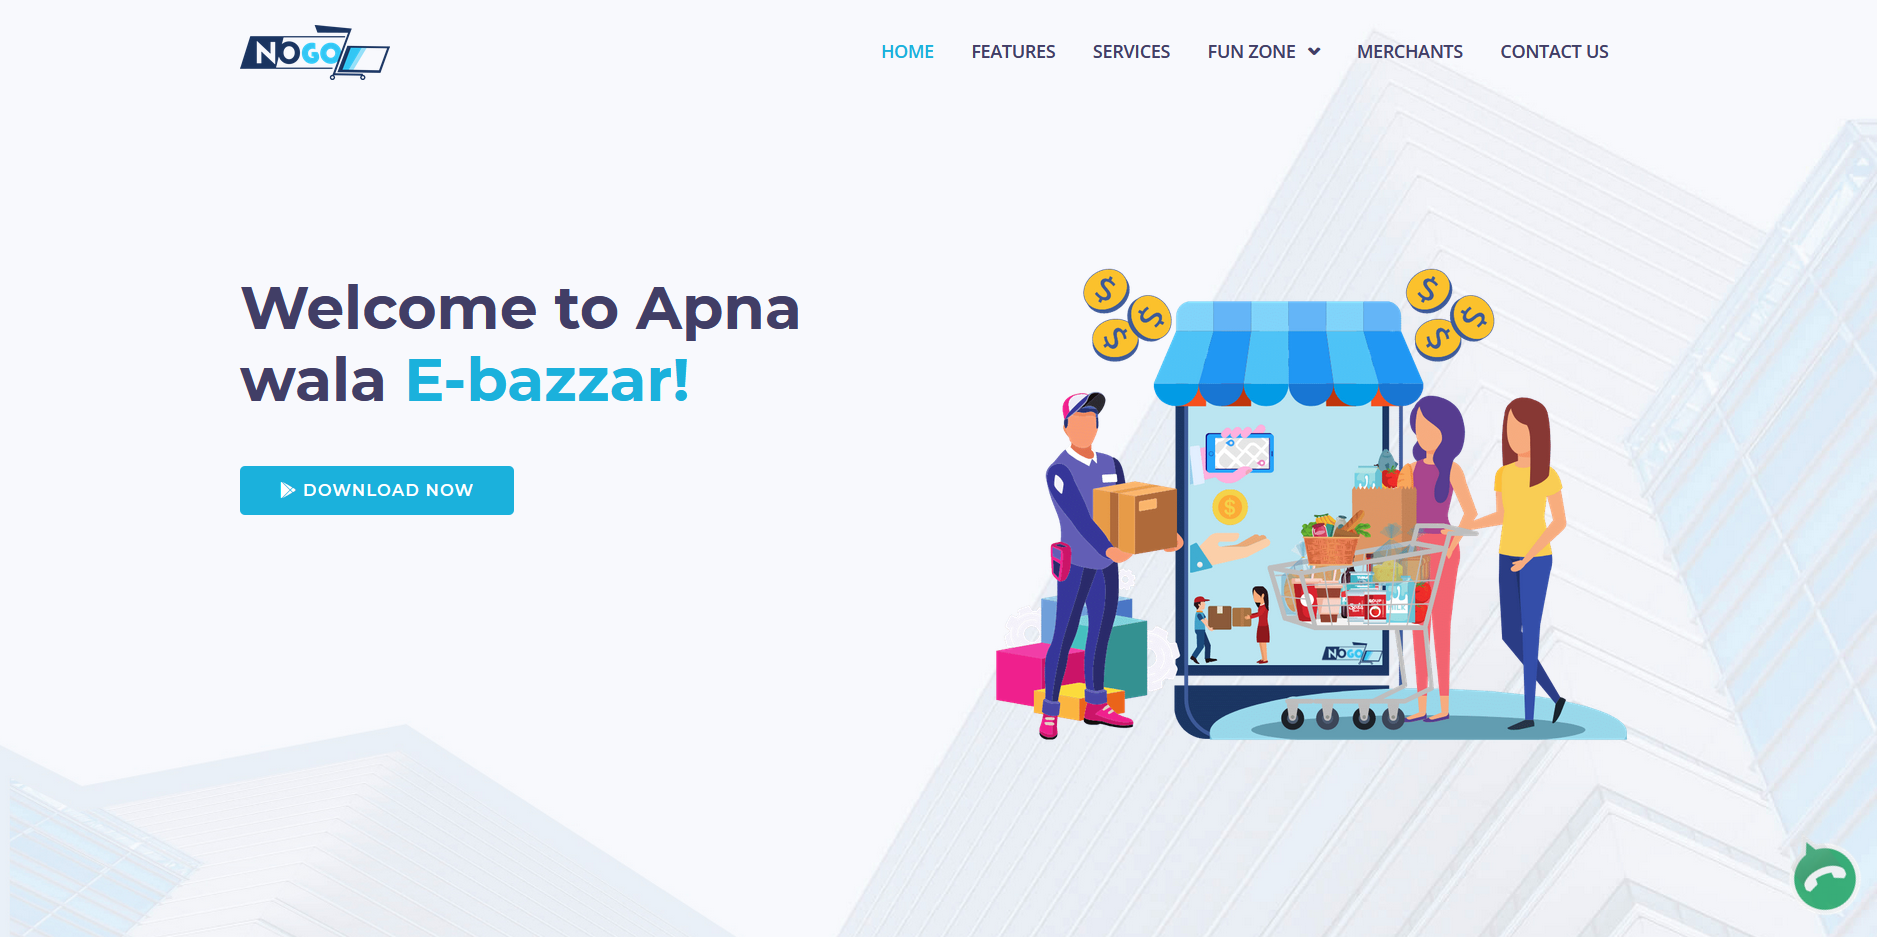 NOGO
HOME FEATURES SERVICES FUN ZONE MERCHANTS CONTACT US
Welcome to Apna
wala E-bazzar!
DOWNLOAD NOW
NOGO